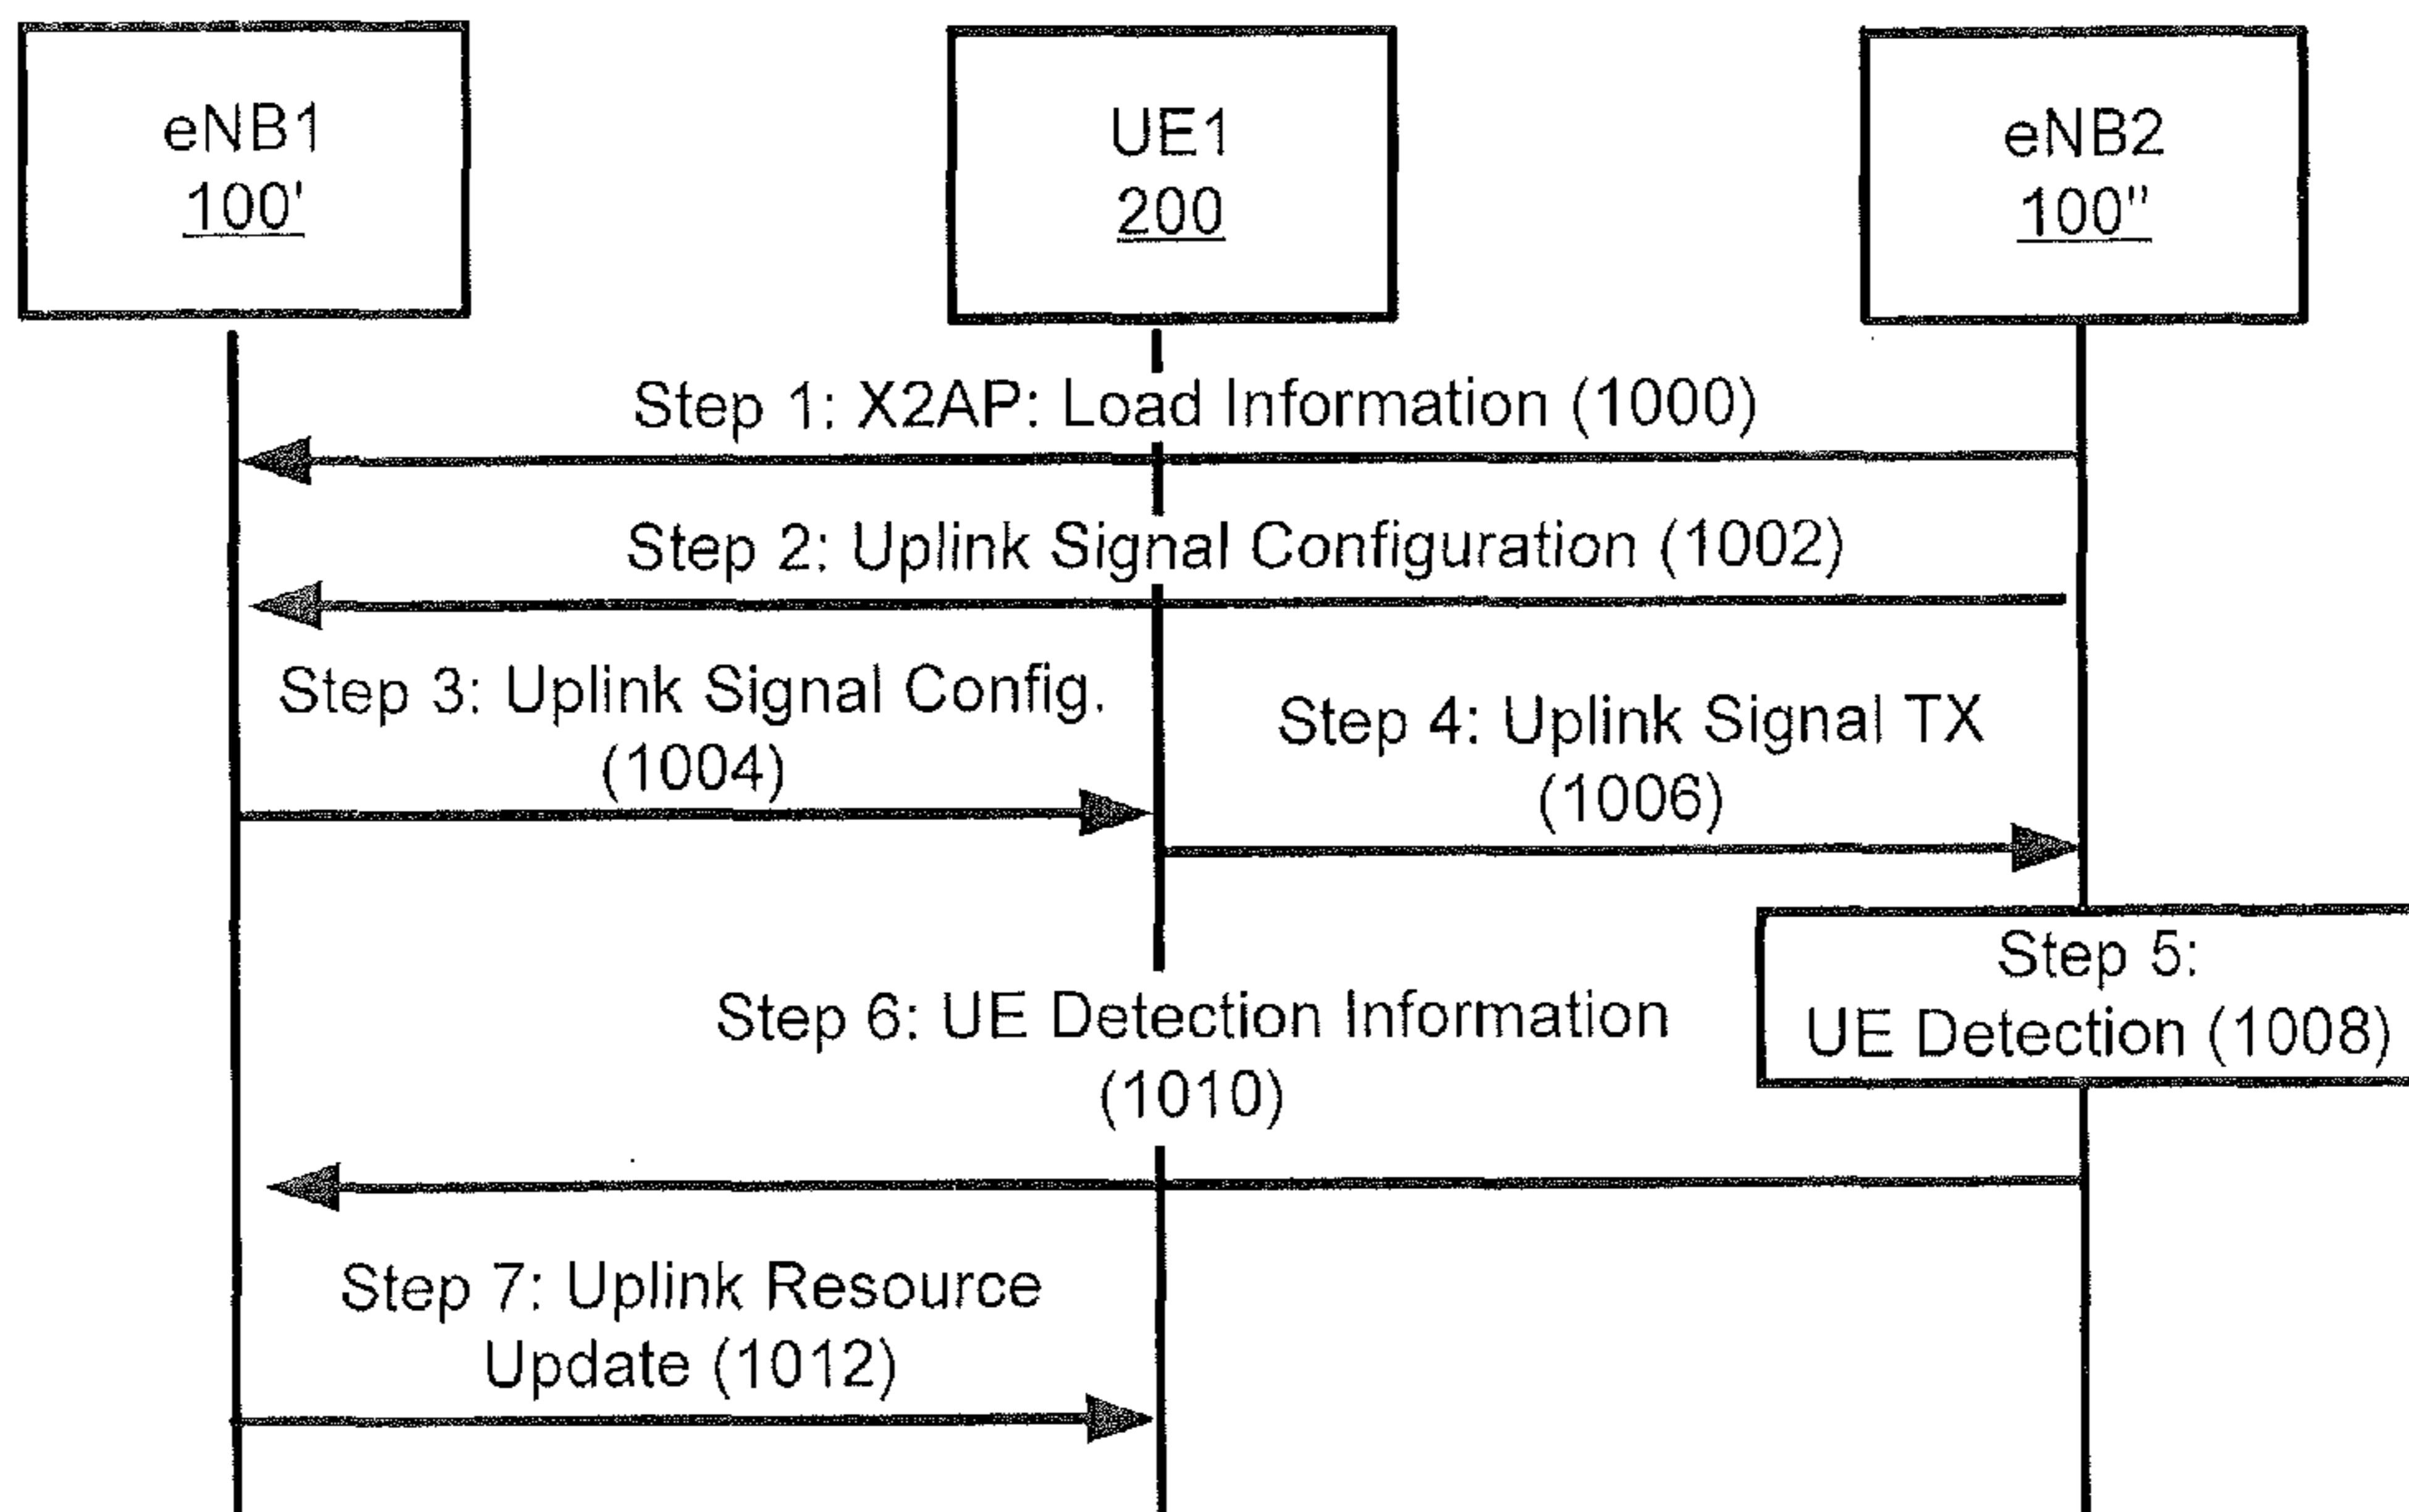 eNB1
100'
UE1
200
eNB2
100"
Step 1: X2AP: Load Information (1000)
Step 2: Uplink Signal Configuration (1002)
Step 3: Uplink Signal Config.
(1004)
Step 4: Uplink Signal TX
(1006)
Step 5:
UE Detection (1008)
Step 6: UE Detection Information
(1010)
Step 7: Uplink Resource
Update (1012)